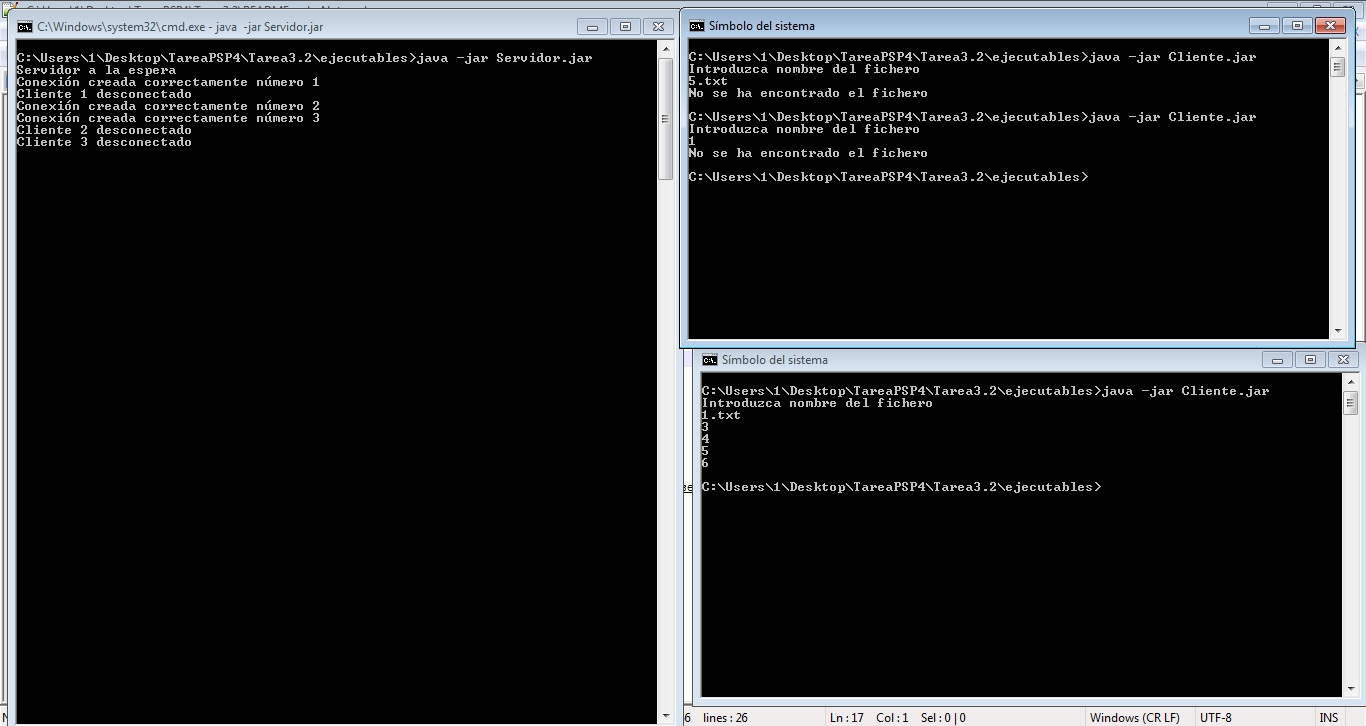 C:\Windows\system32\cmd.exe - java  -jar Servidor.jar
C:\Users\1\Desktop\TareaPSP4\Tarea3.2\ejecutables>java -jar Servidor.jar
Servidor a la espera
Conexión creada correctamente número 1
Cliente 1 desconectado
Conexión creada correctamente número 2
Conexión creada correctamente número 3
Cliente 2 desconectado
Cliente 3 desconectado
Símbolo del sistema
C:\Users\1\Desktop\TareaPSP4\Tarea3.2\ejecutables>java -jar Cliente.jar
Introduzca nombre del fichero
5.txt
No se ha encontrado el fichero
C:\Users\1\Desktop\TareaPSP4\Tarea3.2\ejecutables>java -jar Cliente.jar
Introduzca nombre del fichero
1
No se ha encontrado el fichero
C:\Users\1\Desktop\TareaPSP4\Tarea3.2\ejecutables>
Símbolo del sistema
C:\Users\1\Desktop\TareaPSP4\Tarea3.2\ejecutables>java -jar Cliente.jar
Introduzca nombre del fichero
1.txt
3
4
5
6
C:\Users\1\Desktop\TareaPSP4\Tarea3.2\ejecutables>
6 lines : 26 Ln : 17 Col : 1 Sel : 0 | 0 Windows (CR LF) UTF-8 INS